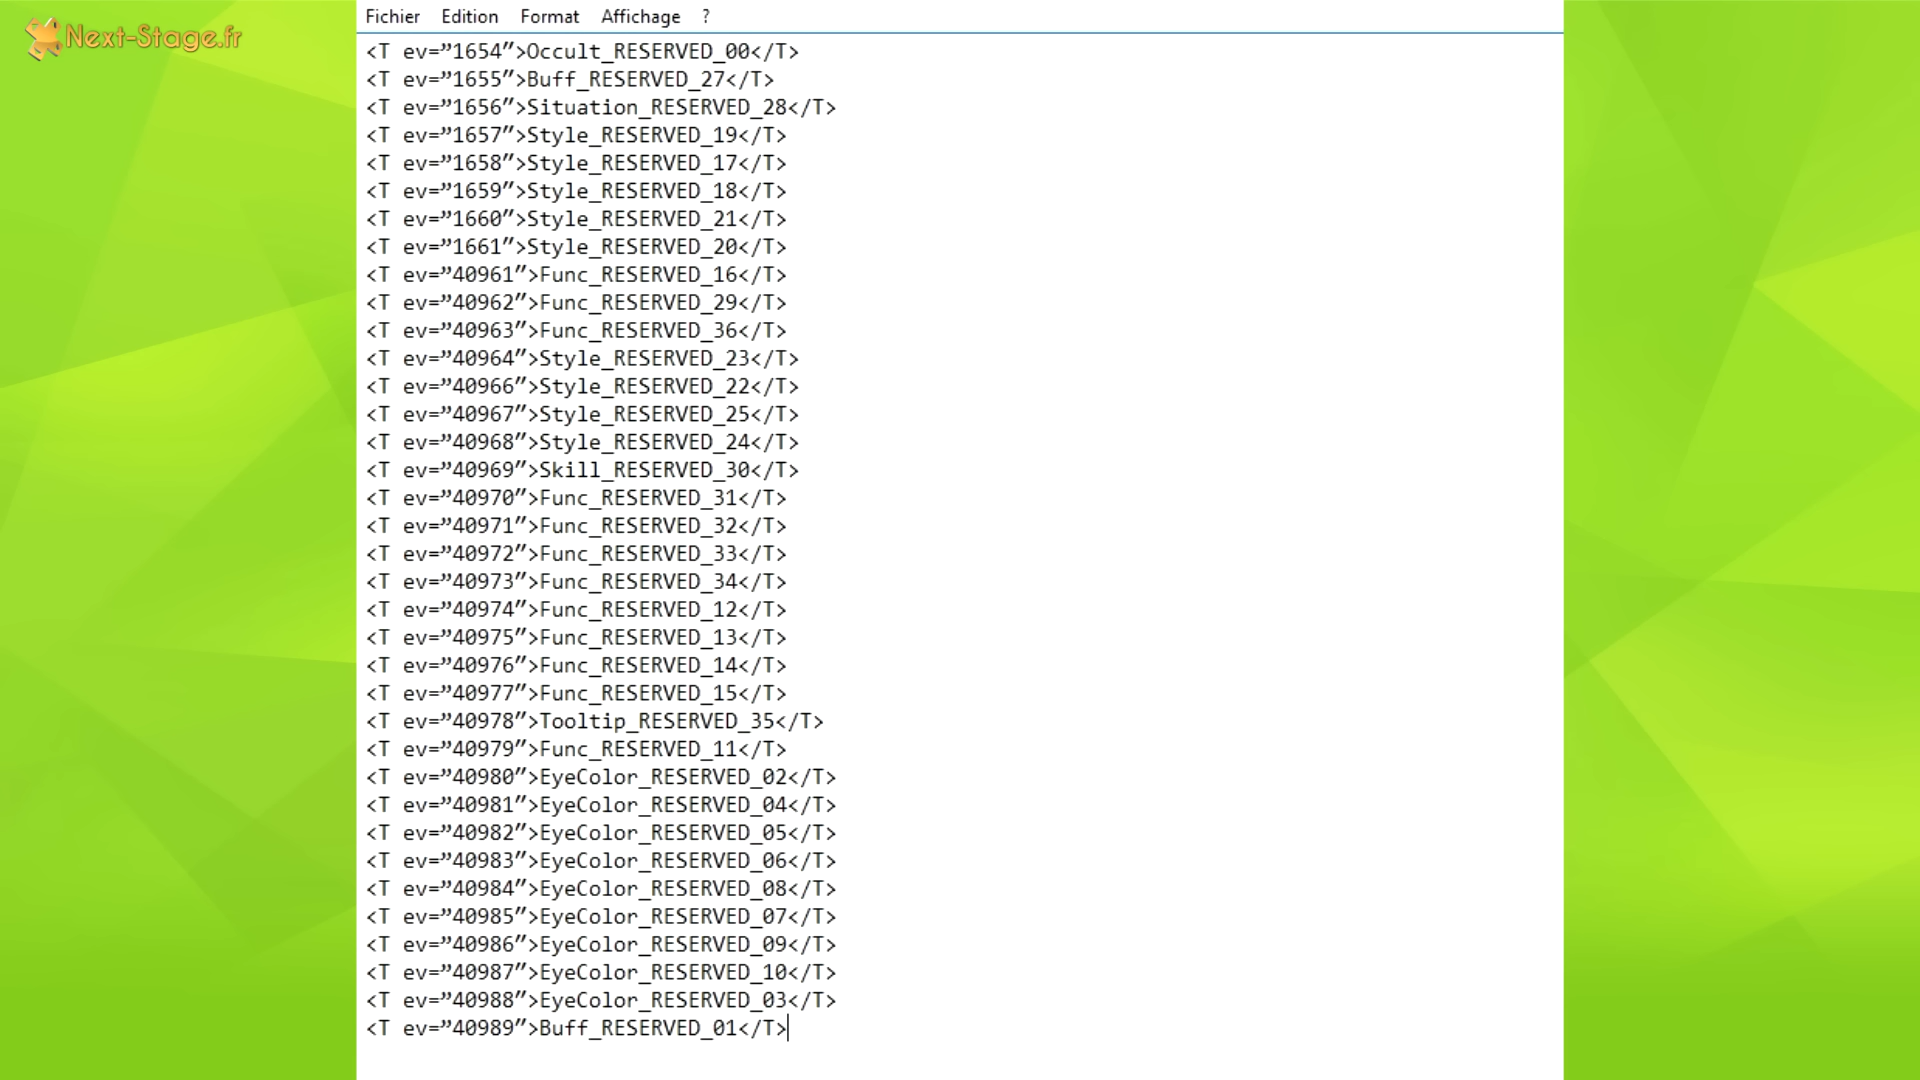 Next-Stage.fr
Fichier Edition Format Affichage ?
<T ev=”1654”>Occult_RESERVED_00</T>
<T ev=”1655”>Buff_RESERVED_27</T>
<T ev=”1656”>Situation_RESERVED_28</T>
<T ev=”1657”>Style_RESERVED_19</T>
<T ev=”1658”>Style_RESERVED_17</T>
<T ev=”1659”>Style_RESERVED_18</T>
<T ev=”1660”>Style_RESERVED_21</T>
<T ev=”1661”>Style_RESERVED_20</T>
<T ev=”40961”>Func_RESERVED_16</T>
<T ev=”40962”>Func_RESERVED_29</T>
<T ev=”40963”>Func_RESERVED_36</T>
<T ev=”40964”>Style_RESERVED_23</T>
<T ev=”40966”>Style_RESERVED_22</T>
<T ev=”40967”>Style_RESERVED_25</T>
<T ev=”40968”>Style_RESERVED_24</T>
<T ev=”40969”>Skill_RESERVED_30</T>
<T ev=”40970”>Func_RESERVED_31</T>
<T ev=”40971”>Func_RESERVED_32</T>
<T ev=”40972”>Func_RESERVED_33</T>
<T ev=”40973”>Func_RESERVED_34</T>
<T ev=”40974”>Func_RESERVED_12</T>
<T ev=”40975”>Func_RESERVED_13</T>
<T ev=”40976”>Func_RESERVED_14</T>
<T ev=”40977”>Func_RESERVED_15</T>
<T ev=”40978”>Tooltip_RESERVED_35</T>
<T ev=”40979”>Func_RESERVED_11</T>
<T ev=”40980”>EyeColor_RESERVED_02</T>
<T ev=”40981”>EyeColor_RESERVED_04</T>
<T ev=”40982”>EyeColor_RESERVED_05</T>
<T ev=”40983”>EyeColor_RESERVED_06</T>
<T ev=”40984”>EyeColor_RESERVED_08</T>
<T ev=”40985”>EyeColor_RESERVED_07</T>
<T ev=”40986”>EyeColor_RESERVED_09</T>
<T ev=”40987”>EyeColor_RESERVED_10</T>
<T ev=”40988”>EyeColor_RESERVED_03</T>
<T ev=”40989”>Buff_RESERVED_01</T>